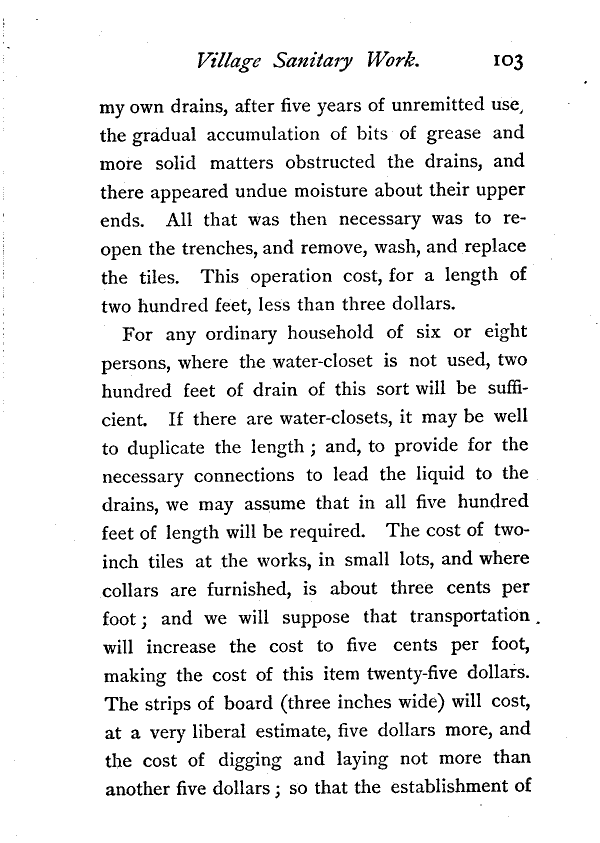 Village Sanitary Work. 103
my own drains, after five years of unremitted use,
the gradual accumulation of bits of grease and
more solid matters obstructed the drains, and
there appeared undue moisture about their upper
ends. All that was then necessary was to re-
open the trenches, and remove, wash, and replace
the tiles. This operation cost, for a length of
two hundred feet, less than three dollars.
For any ordinary household of six or eight
persons, where the water-closet is not used, two
hundred feet of drain of this sort will be suffi-
cient. If there are water-closets, it may be well
to duplicate the length ; and, to provide for the
necessary connections to lead the liquid to the
drains, we may assume that in all five hundred
feet of length will be required. The cost of two-
inch tiles at the works, in small lots, and where
collars are furnished, is about three cents per
foot ; and we will suppose that transportation
will increase the cost to five cents per foot,
making the cost of this item twenty-five dollars.
The strips of board (three inches wide) will cost,
at a very liberal estimate, five dollars more, and
the cost of digging and laying not more than
another five dollars ; so that the establishment of